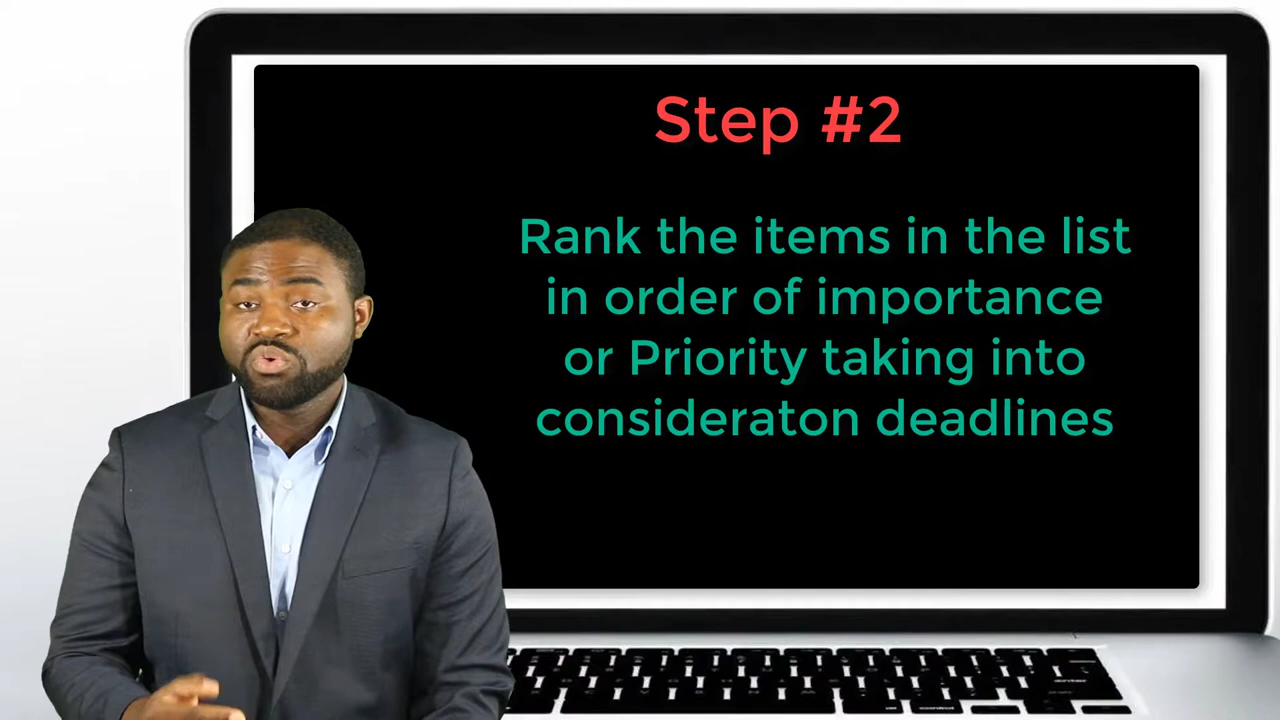 Step #2
Rank the items in the list
in order of importance
or Priority taking into
consideraton deadlines